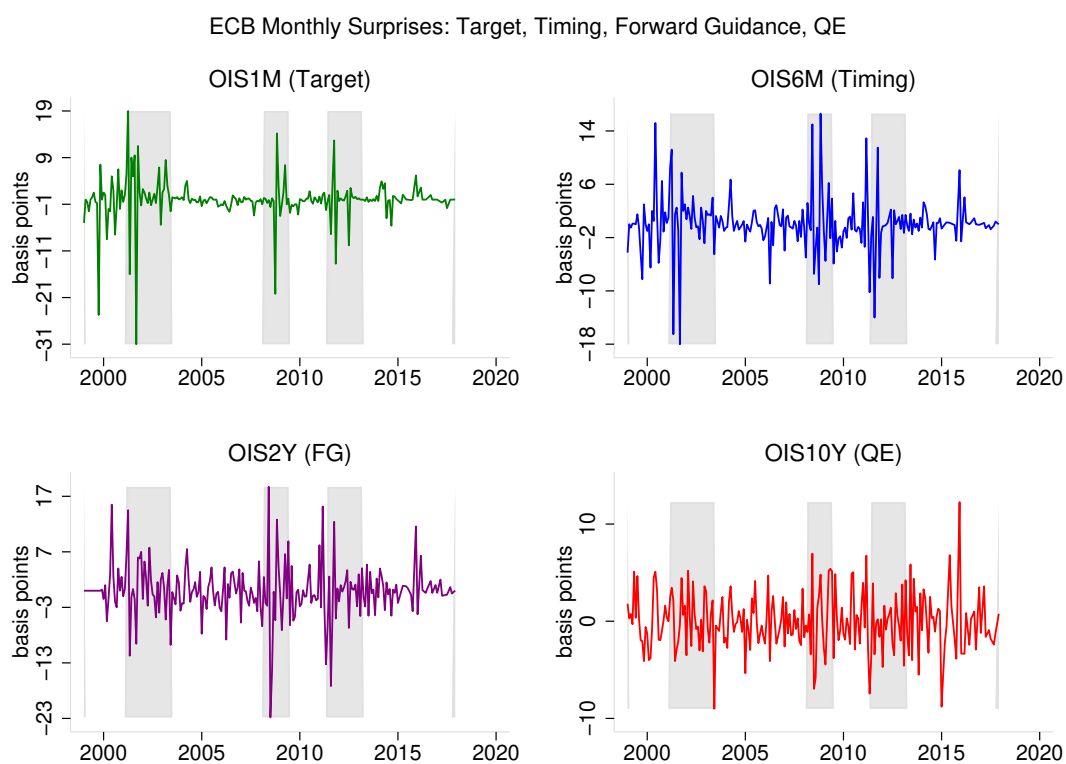 ECB Monthly Surprises: Target, Timing, Forward Guidance, QE
OIS1M (Target)
basis points
19
9
−1
−11
−21
−31
2000 2005 2010 2015 2020
OIS6M (Timing)
basis points
14
6
−2
−10
−18
2000 2005 2010 2015 2020
OIS2Y (FG)
basis points
17
7
−3
−13
−23
2000 2005 2010 2015 2020
OIS10Y (QE)
basis points
10
0
−10
2000 2005 2010 2015 2020